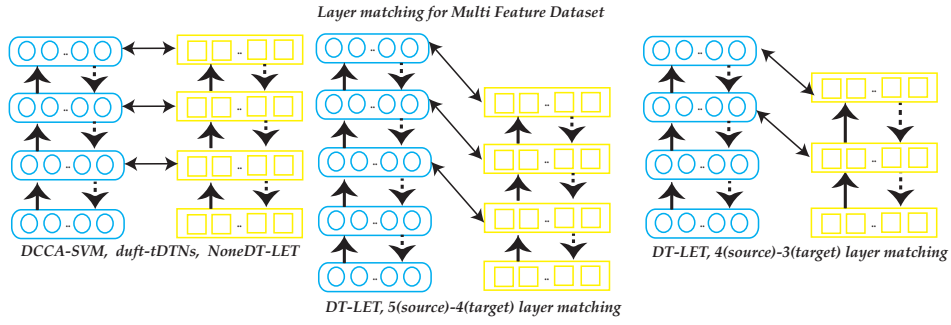 Layer matching for Multi Feature Dataset
DCCA-SVM, duft-tDTNs, NoneDT-LET
DT-LET, 5(source)-4(target) layer matching
DT-LET, 4(source)-3(target) layer matching